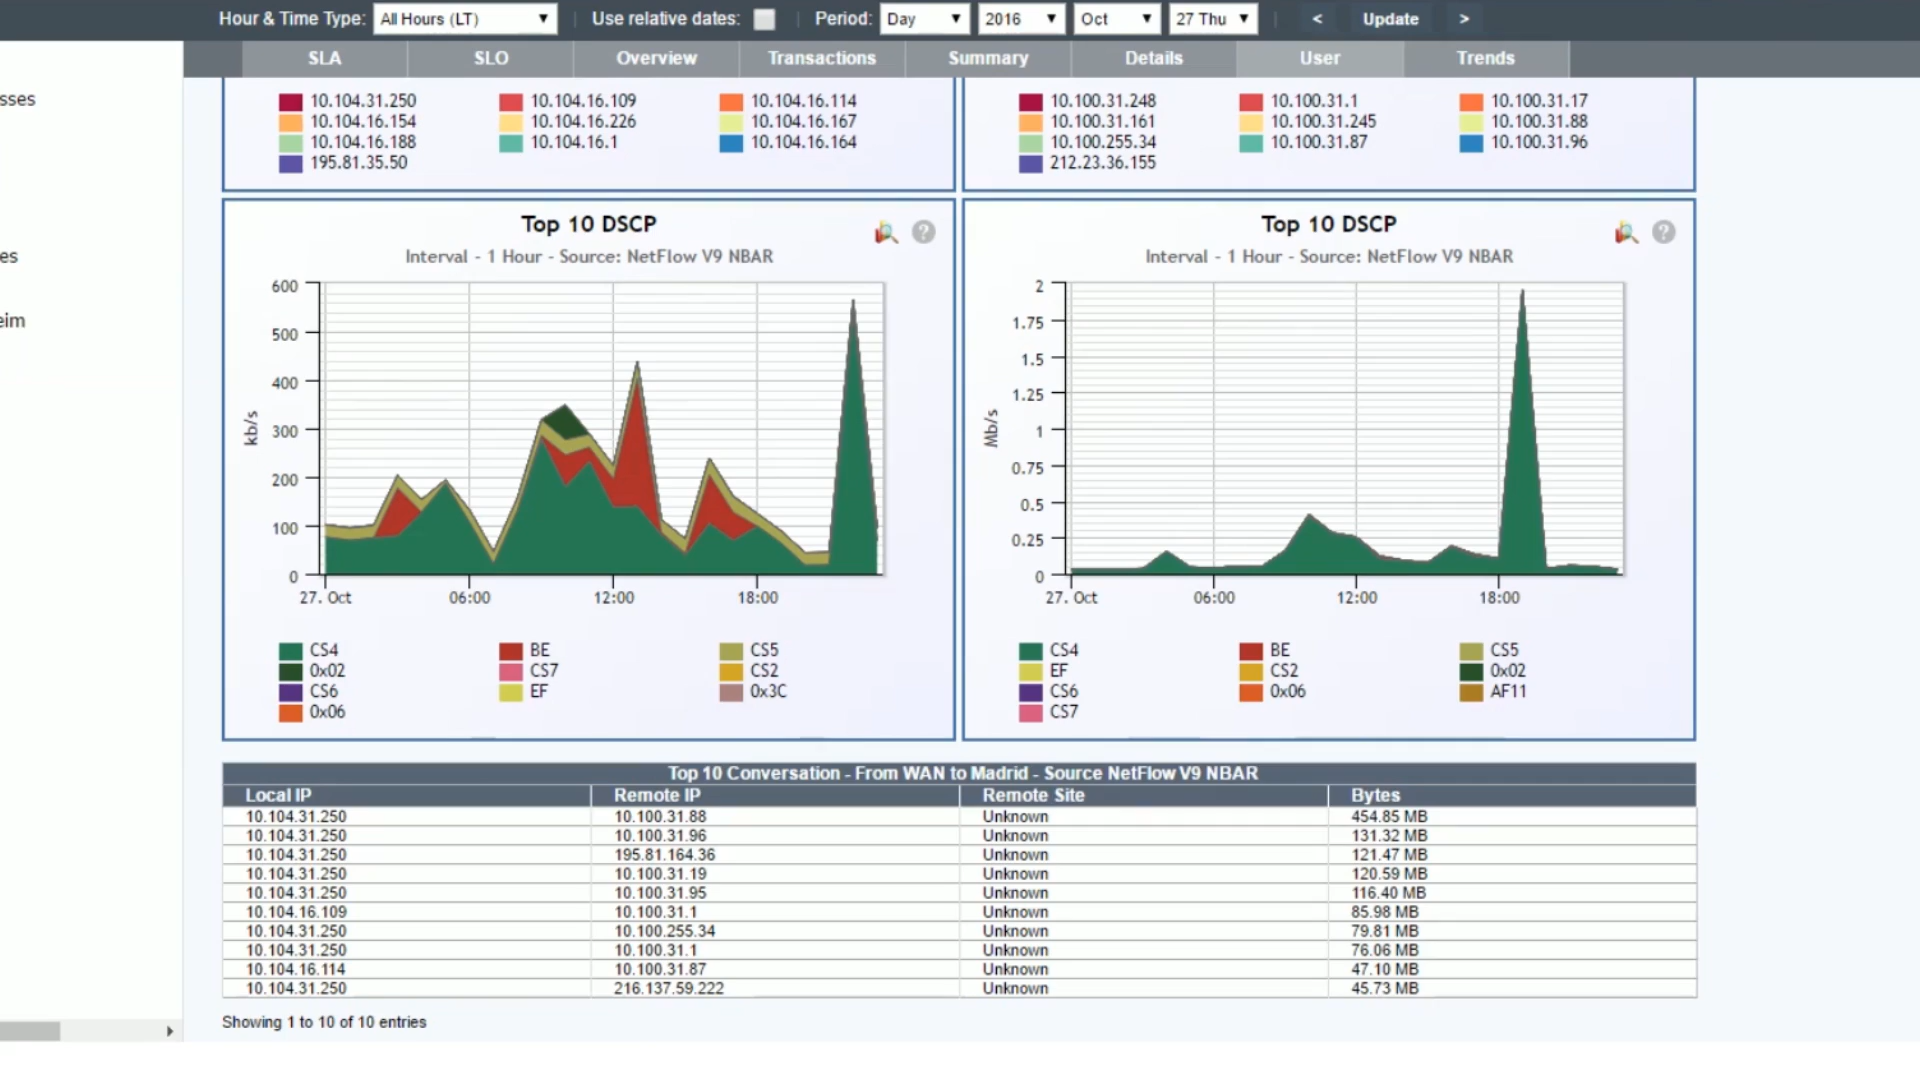 Hour & Time Type: All Hours (LT) Use relative dates: Period: Day 2016 Oct 27 Thu < Update >
SLA SLO Overview Transactions Summary Details User Trends
sses
es
eim
10.104.31.250 10.104.16.109 10.104.16.114
10.104.16.154 10.104.16.226 10.104.16.167
10.104.16.188 10.104.16.1 10.104.16.164
195.81.35.50
10.100.31.248 10.100.31.1 10.100.31.17
10.100.31.161 10.100.31.245 10.100.31.88
10.100.255.34 10.100.31.87 10.100.31.96
212.23.36.155
Top 10 DSCP
?
Interval - 1 Hour - Source: NetFlow V9 NBAR
600
500
400
300
200
100
0
kb/s
27. Oct 06:00 12:00 18:00
CS4 BE CS5
0x02 CS7 CS2
CS6 EF 0x3C
0x06
Top 10 DSCP
?
Interval - 1 Hour - Source: NetFlow V9 NBAR
2
1.75
1.5
1.25
1
0.75
0.5
0.25
0
Mb/s
27. Oct 06:00 12:00 18:00
CS4 BE CS5
EF CS2 0x02
CS6 0x06 AF11
CS7
Top 10 Conversation - From WAN to Madrid - Source NetFlow V9 NBAR
Local IP Remote IP Remote Site Bytes
10.104.31.250 10.100.31.88 Unknown 454.85 MB
10.104.31.250 10.100.31.96 Unknown 131.32 MB
10.104.31.250 195.81.164.36 Unknown 121.47 MB
10.104.31.250 10.100.31.19 Unknown 120.59 MB
10.104.31.250 10.100.31.95 Unknown 116.40 MB
10.104.16.109 10.100.31.1 Unknown 85.98 MB
10.104.31.250 10.100.255.34 Unknown 79.81 MB
10.104.31.250 10.100.31.1 Unknown 76.06 MB
10.104.16.114 10.100.31.87 Unknown 47.10 MB
10.104.31.250 216.137.59.222 Unknown 45.73 MB
Showing 1 to 10 of 10 entries